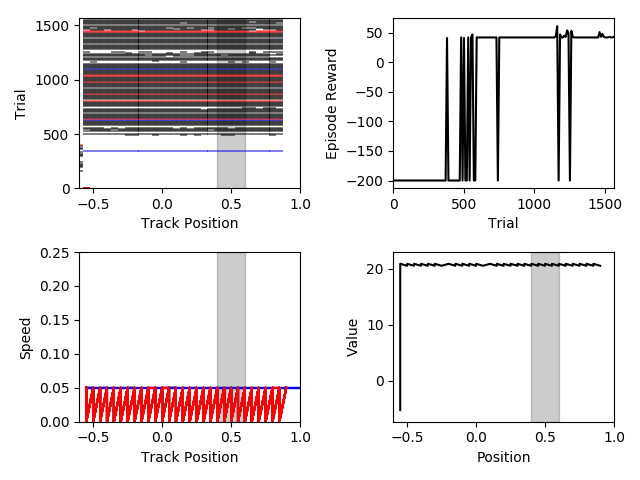 1500
1000
500
0
Trial
−0.5 0.0 0.5 1.0
Track Position
50
0
−50
−100
−150
−200
Episode Reward
0 500 1000 1500
Trial
0.25
0.20
0.15
0.10
0.05
0.00
Speed
−0.5 0.0 0.5 1.0
Track Position
20
10
0
Value
−0.5 0.0 0.5 1.0
Position